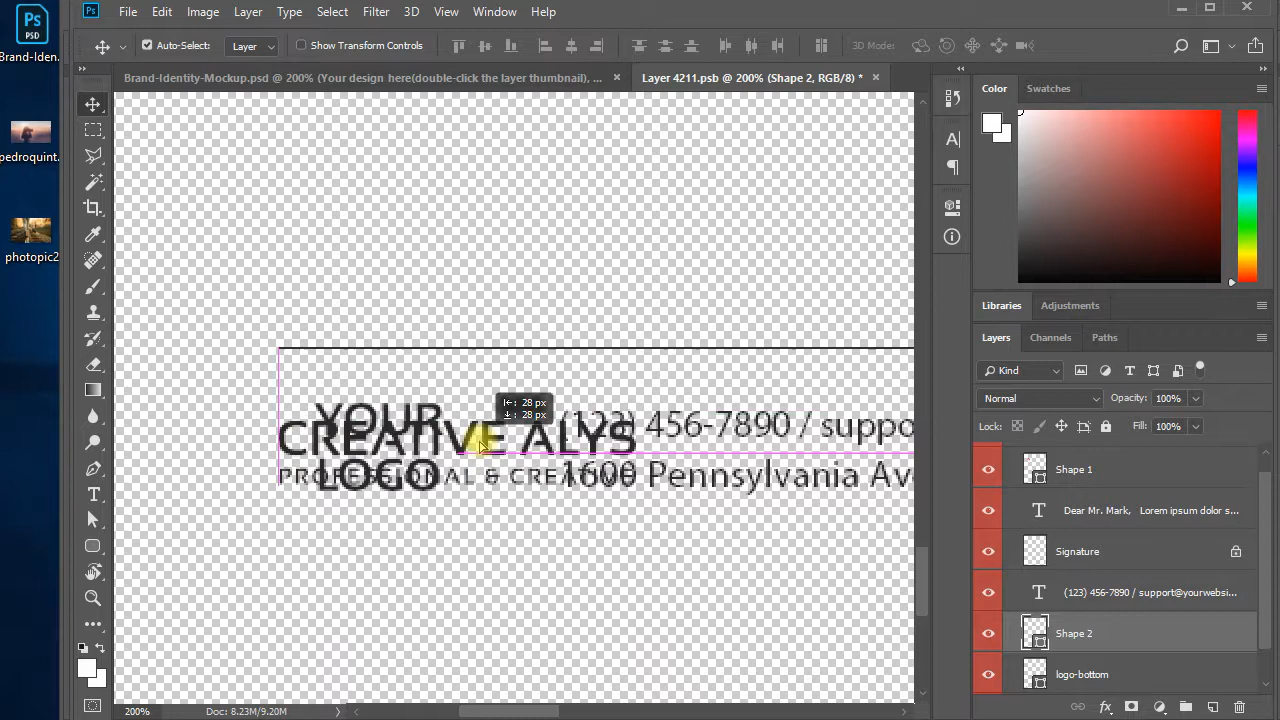 Ps
PSD
Brand-Iden.
pedroquint.
photopic2
Ps File Edit Image Layer Type Select Filter 3D View Window Help
Auto-Select: Layer Show Transform Controls 3D Mode:
Brand-Identity-Mockup.psd @ 200% (Your design here(double-click the layer thumbnail), ... × Layer 4211.psb @ 200% (Shape 2, RGB/8) * ×
Color Swatches
Libraries Adjustments
Layers Channels Paths
Kind
Normal Opacity: 100%
Lock: Fill: 100%
Shape 1
Dear Mr. Mark, Lorem ipsum dolor s...
Signature
(123) 456-7890 / support@yourwebsi...
Shape 2
logo-bottom
28 px
28 px
YOUR
LOGO
CREATIVE ALYS
(123) 456-7890 / suppo
1600 Pennsylvania Av
200% Doc: 8.23M/9.20M